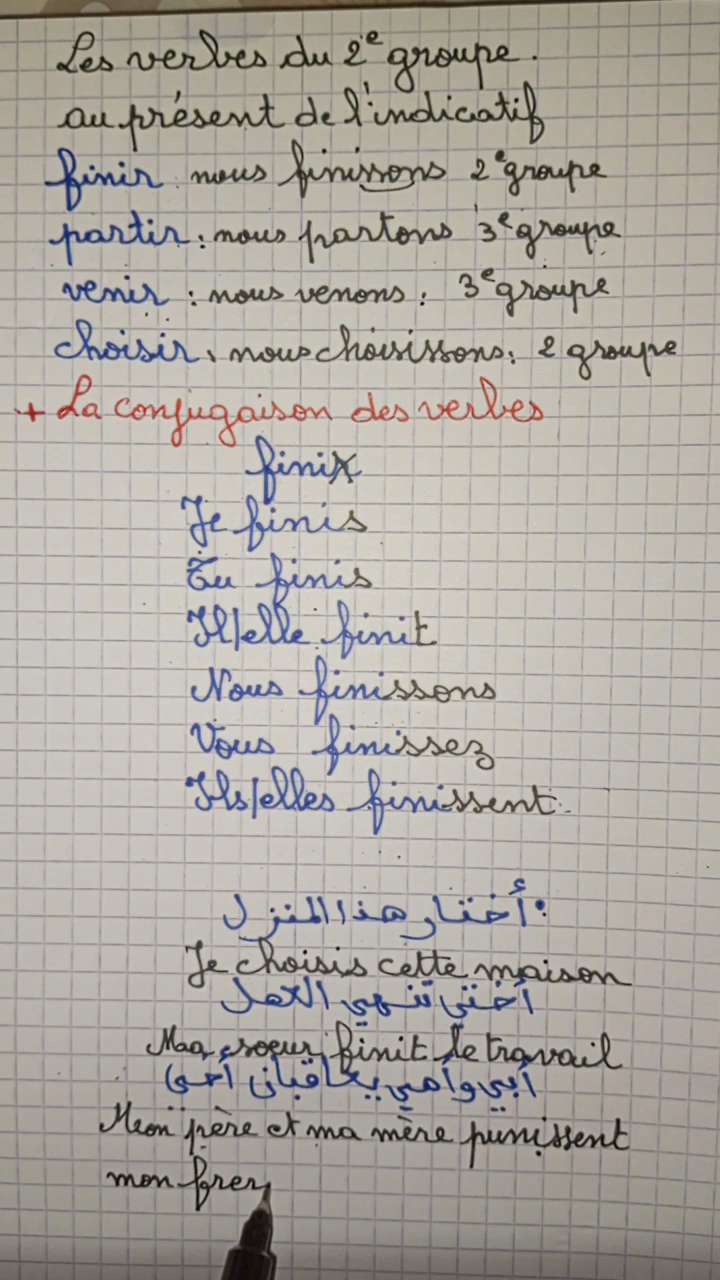 Les verbes du 2e groupe.
au présent de l'indicatif
finir nous finissons 2e groupe
partir : nous partons 3e groupe
venir : nous venons : 3e groupe
choisir : nous choisissons : 2 groupe
+ La conjugaison des verbes
finir
Je finis
Tu finis
Il/elle finit
Nous finissons
Vous finissez
Ils/elles finissent.
أختار هذا المنزل
Je choisis cette maison
أختي تنهي العمل
Ma soeur finit le travail
أبي وأمي يعاقبان أخي
Mon père et ma mère punissent
mon frer